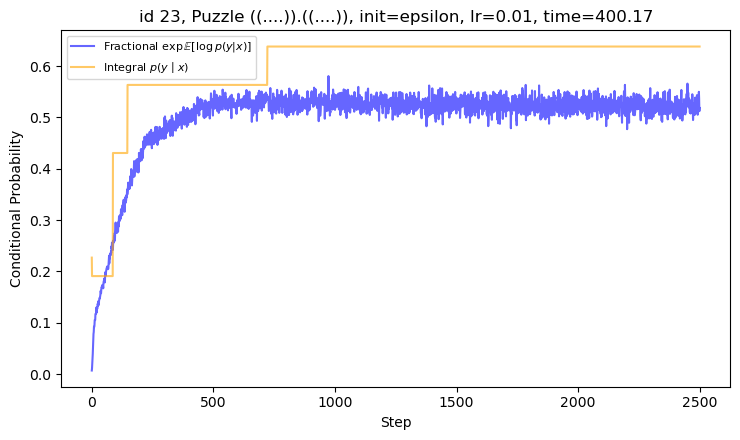 id 23, Puzzle ((....)).((....)), init=epsilon, lr=0.01, time=400.17
Fractional exp𝔼[log p(y|x)]
Integral p(y | x)
Conditional Probability
0.6
0.5
0.4
0.3
0.2
0.1
0.0
0 500 1000 1500 2000 2500
Step